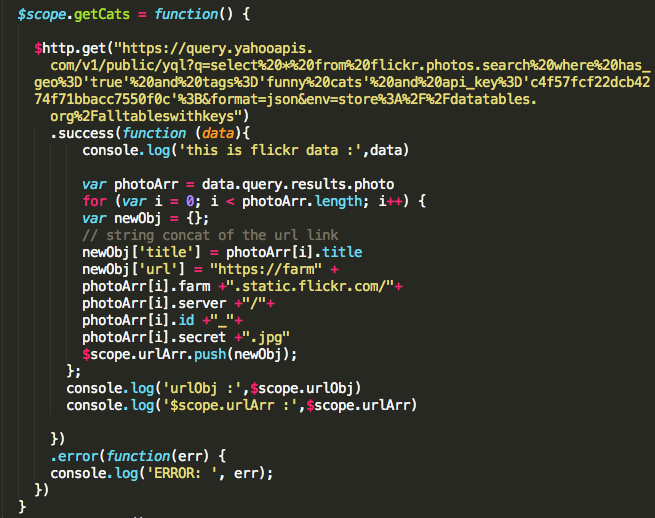 $scope.getCats = function() {
$http.get("https://query.yahooapis.
com/v1/public/yql?q=select%20*%20from%20flickr.photos.search%20where%20has_
geo%3D'true'%20and%20tags%3D'funny%20cats'%20and%20api_key%3D'c4f57fcf22dcb42
74f71bbacc7550f0c'%3B&format=json&env=store%3A%2F%2Fdatatables.
org%2Falltableswithkeys")
.success(function (data){
console.log('this is flickr data :',data)
var photoArr = data.query.results.photo
for (var i = 0; i < photoArr.length; i++) {
var newObj = {};
// string concat of the url link
newObj['title'] = photoArr[i].title
newObj['url'] = "https://farm" +
photoArr[i].farm +".static.flickr.com/"+
photoArr[i].server +"/"+
photoArr[i].id +"_"+
photoArr[i].secret +".jpg"
$scope.urlArr.push(newObj);
};
console.log('urlObj :',$scope.urlObj)
console.log('$scope.urlArr :',$scope.urlArr)
})
.error(function(err) {
console.log('ERROR: ', err);
})
}